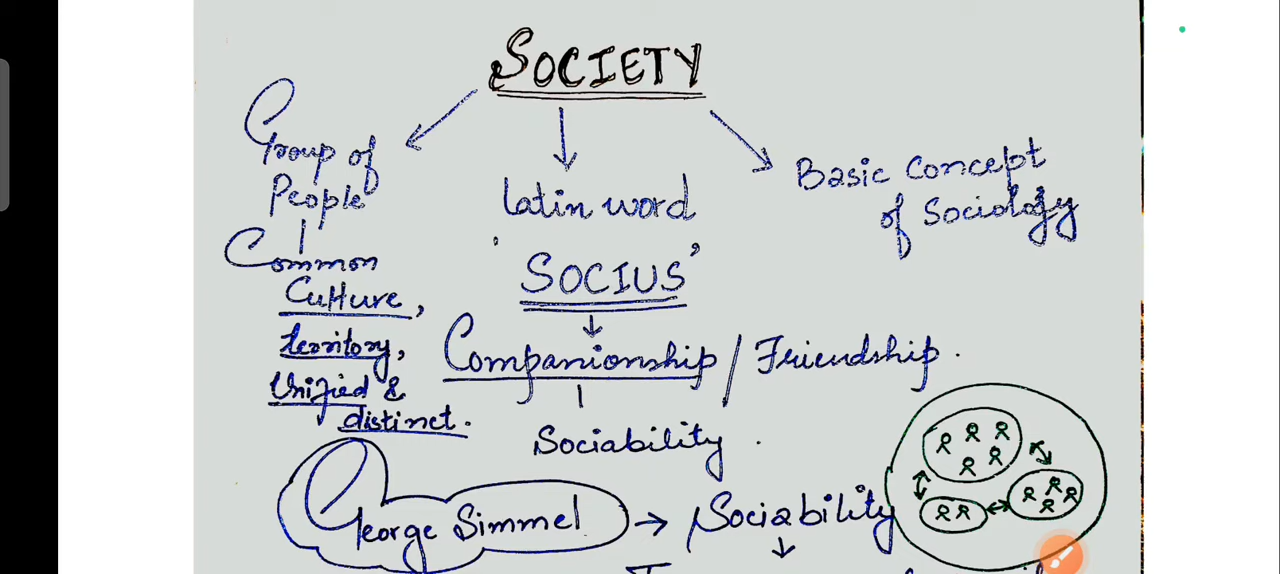 SOCIETY
Group of
People
Common
Culture,
territory,
Unified &
distinct.
Latin word
'SOCIUS'
Companionship / Friendship.
Sociability.
Basic Concept
of Sociology
George Simmel → Sociability